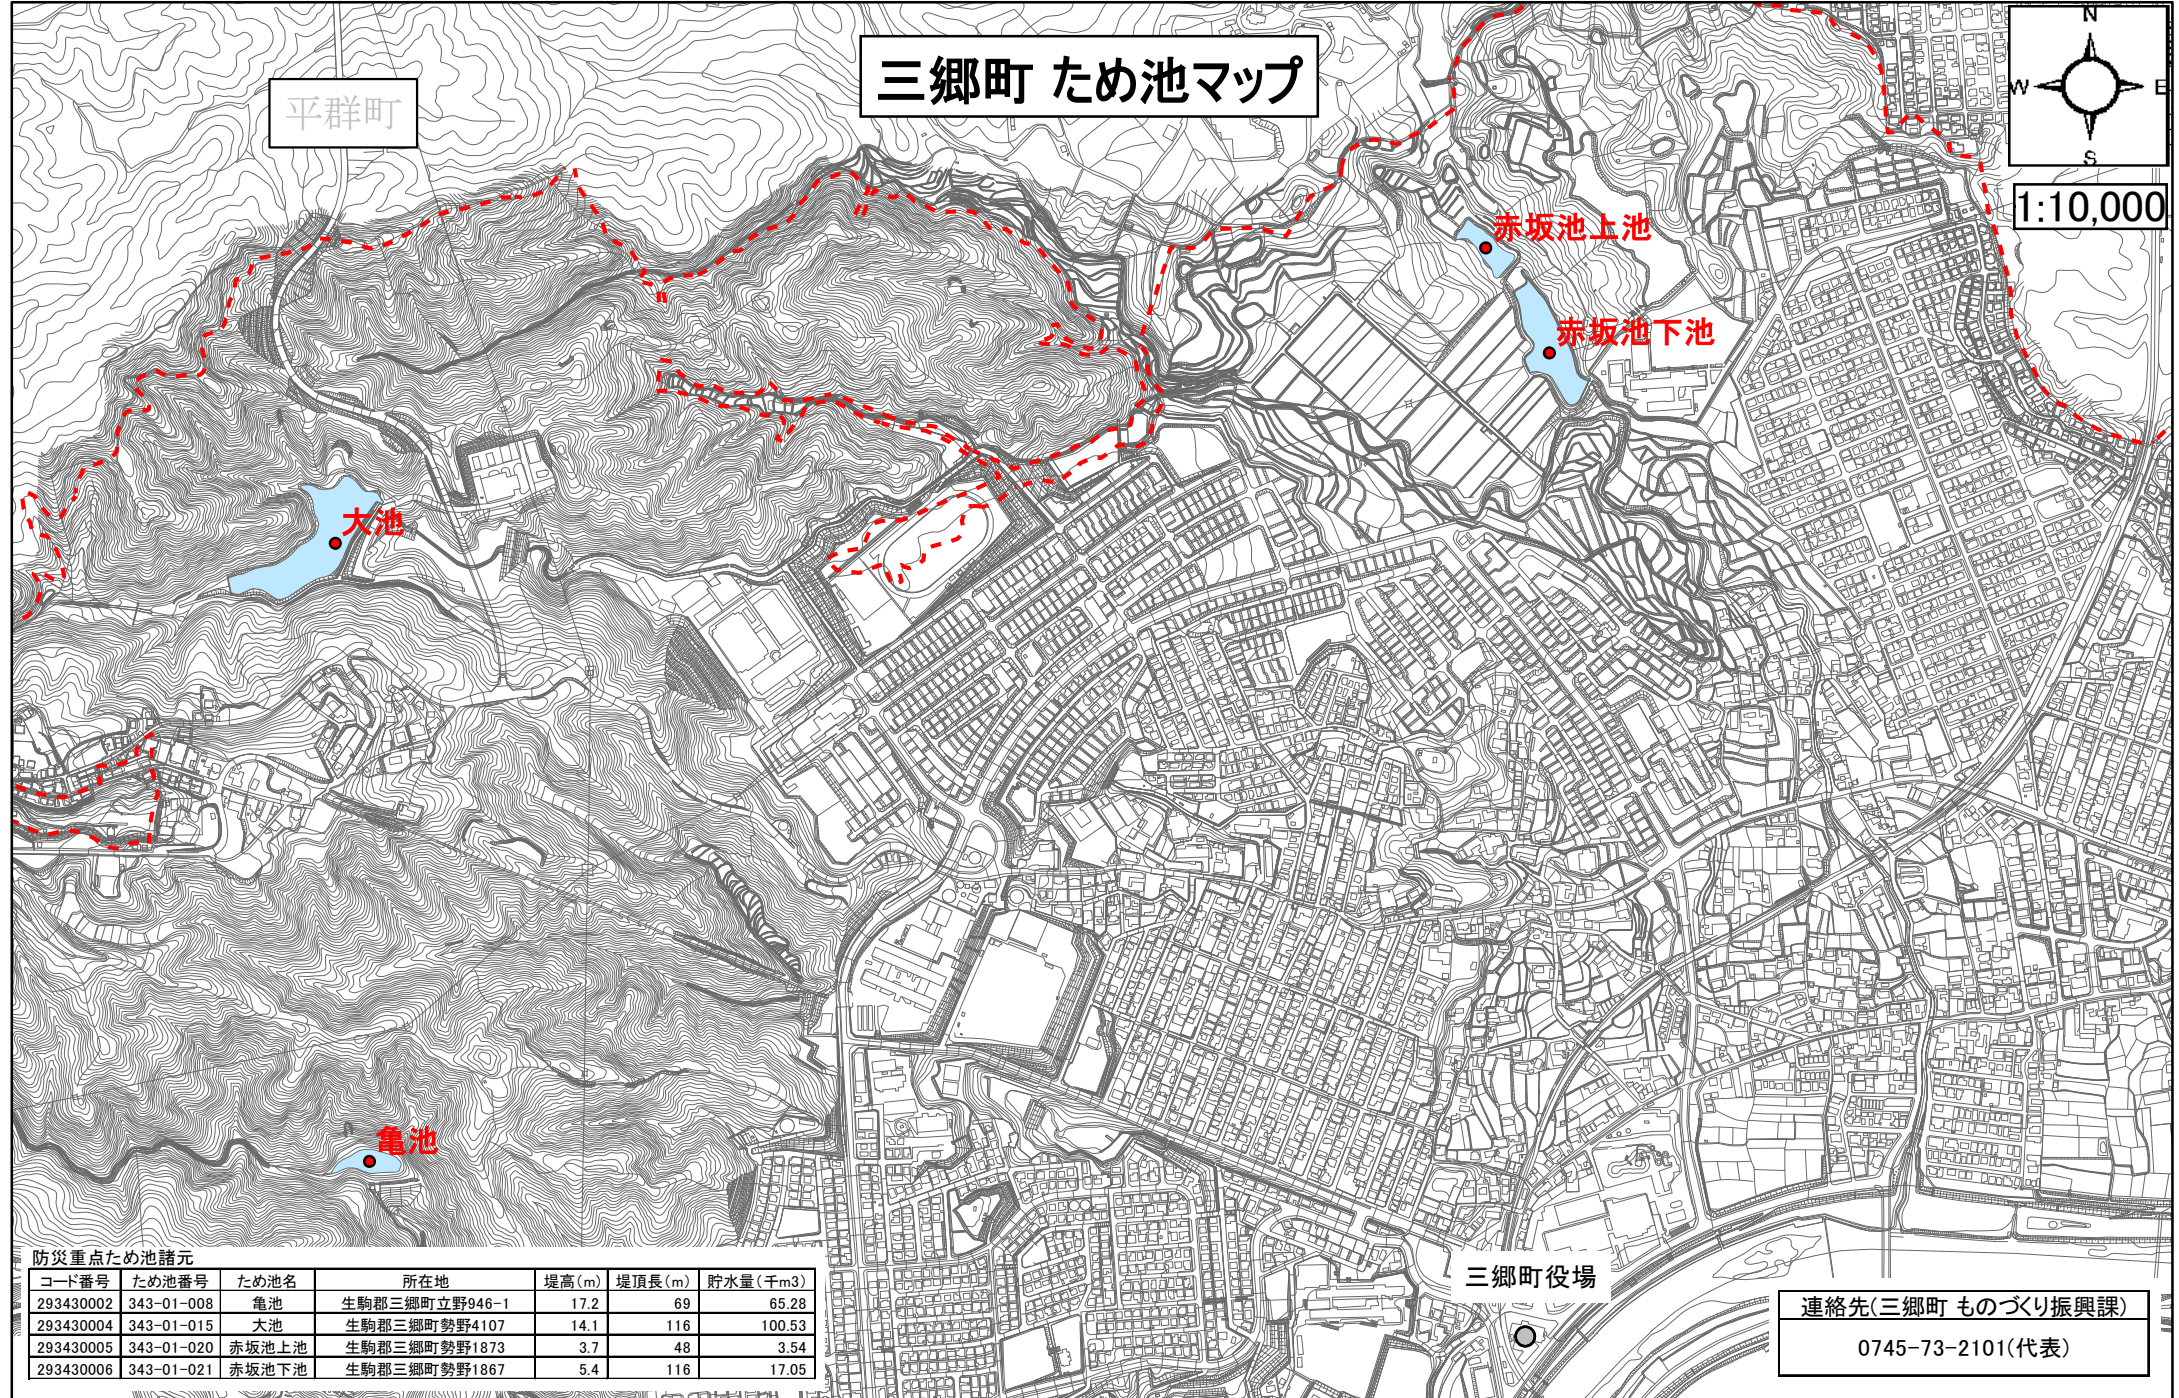 三郷町 ため池マップ
平群町
N
W E
S
1:10,000
赤坂池上池
赤坂池下池
大池
亀池
防災重点ため池諸元
コード番号 ため池番号 ため池名 所在地 堤高(m) 堤頂長(m) 貯水量(千m3)
293430002 343-01-008 亀池 生駒郡三郷町立野946-1 17.2 69 65.28
293430004 343-01-015 大池 生駒郡三郷町勢野4107 14.1 116 100.53
293430005 343-01-020 赤坂池上池 生駒郡三郷町勢野1873 3.7 48 3.54
293430006 343-01-021 赤坂池下池 生駒郡三郷町勢野1867 5.4 116 17.05
三郷町役場
連絡先(三郷町 ものづくり振興課)
0745-73-2101(代表)